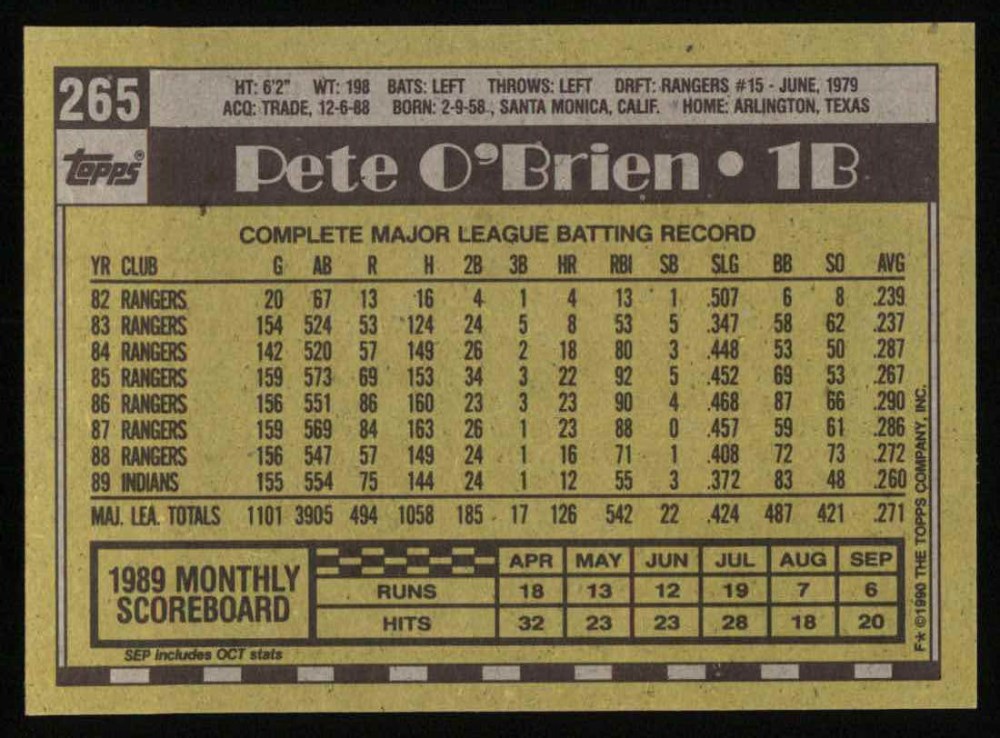 265
HT: 6'2" WT: 198 BATS: LEFT THROWS: LEFT DRFT: RANGERS #15 - JUNE, 1979
ACQ: TRADE, 12-6-88 BORN: 2-9-58, SANTA MONICA, CALIF. HOME: ARLINGTON, TEXAS
Topps®
Pete O'Brien • 1B
COMPLETE MAJOR LEAGUE BATTING RECORD
YR CLUB G AB R H 2B 3B HR RBI SB SLG BB SO AVG
82 RANGERS 20 67 13 16 4 1 4 13 1 .507 6 8 .239
83 RANGERS 154 524 53 124 24 5 8 53 5 .347 58 62 .237
84 RANGERS 142 520 57 149 26 2 18 80 3 .448 53 50 .287
85 RANGERS 159 573 69 153 34 3 22 92 5 .452 69 53 .267
86 RANGERS 156 551 86 160 23 3 23 90 4 .468 87 66 .290
87 RANGERS 159 569 84 163 26 1 23 88 0 .457 59 61 .286
88 RANGERS 156 547 57 149 24 1 16 71 1 .408 72 73 .272
89 INDIANS 155 554 75 144 24 1 12 55 3 .372 83 48 .260
MAJ. LEA. TOTALS 1101 3905 494 1058 185 17 126 542 22 .424 487 421 .271
1989 MONTHLY
SCOREBOARD
APR MAY JUN JUL AUG SEP
RUNS 18 13 12 19 7 6
HITS 32 23 23 28 18 20
SEP includes OCT stats
F* ©1990 THE TOPPS COMPANY, INC.